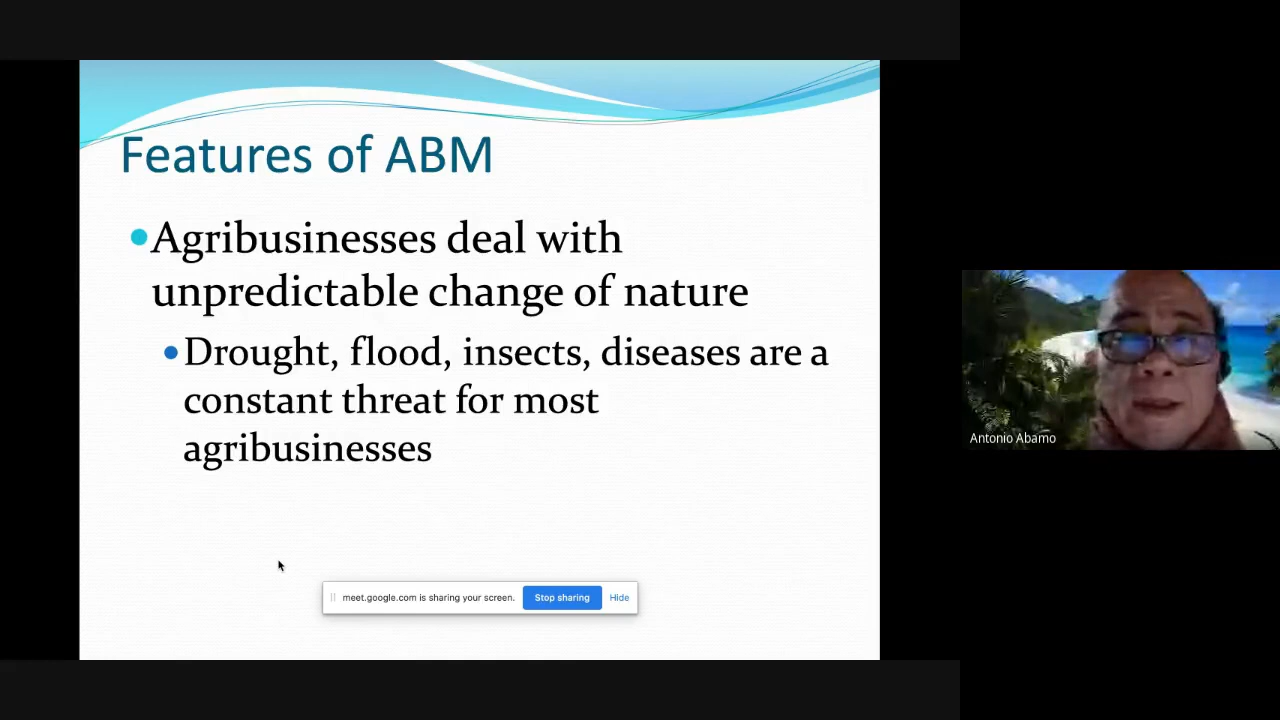 Features of ABM
Agribusinesses deal with
unpredictable change of nature
Drought, flood, insects, diseases are a
constant threat for most
agribusinesses
meet.google.com is sharing your screen. Stop sharing Hide
Antonio Abamo